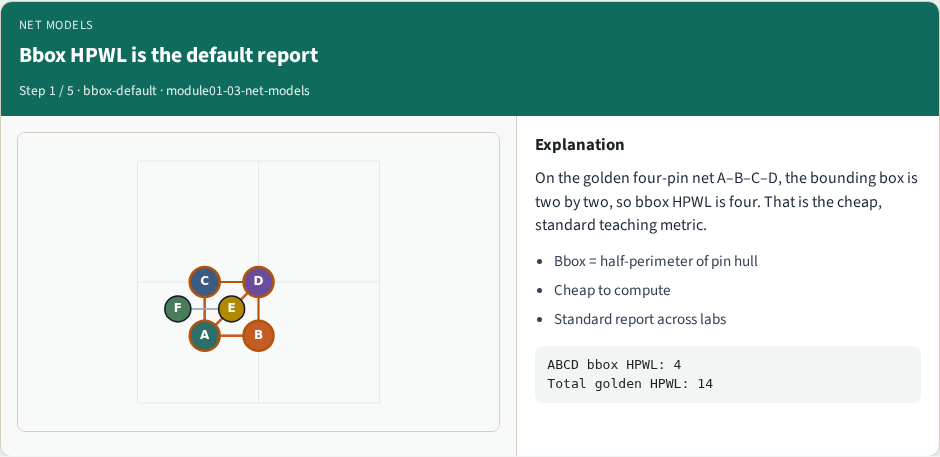 NET MODELS
Bbox HPWL is the default report
Step 1 / 5 · bbox-default · module01-03-net-models
C
D
F
E
A
B
Explanation
On the golden four-pin net A–B–C–D, the bounding box is
two by two, so bbox HPWL is four. That is the cheap,
standard teaching metric.
• Bbox = half-perimeter of pin hull
• Cheap to compute
• Standard report across labs
ABCD bbox HPWL: 4
Total golden HPWL: 14